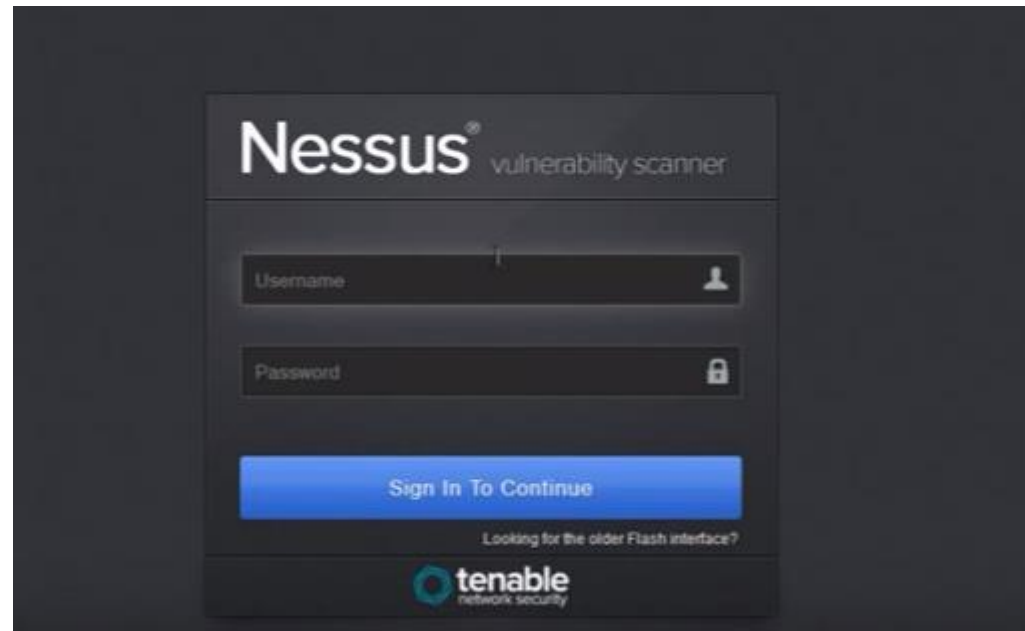 Nessus® vulnerability scanner
Username
Password
Sign In To Continue
Looking for the older Flash interface?
tenable
network security